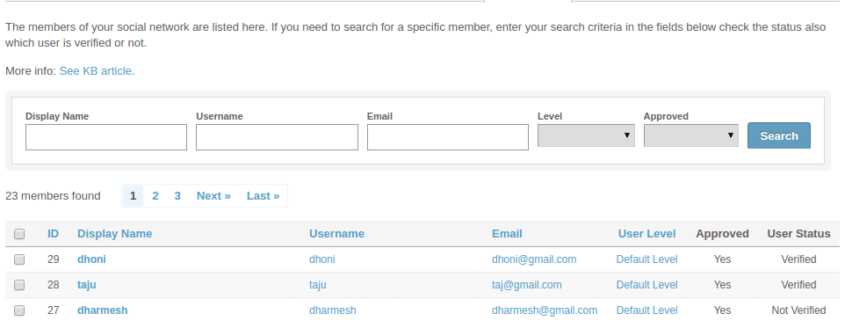 The members of your social network are listed here. If you need to search for a specific member, enter your search criteria in the fields below check the status also
which user is verified or not.
More info: See KB article.
Display Name Username Email Level Approved
Search
23 members found 1 2 3 Next » Last »
ID Display Name Username Email User Level Approved User Status
29 dhoni dhoni dhoni@gmail.com Default Level Yes Verified
28 taju taju taj@gmail.com Default Level Yes Verified
27 dharmesh dharmesh dharmesh@gmail.com Default Level Yes Not Verified